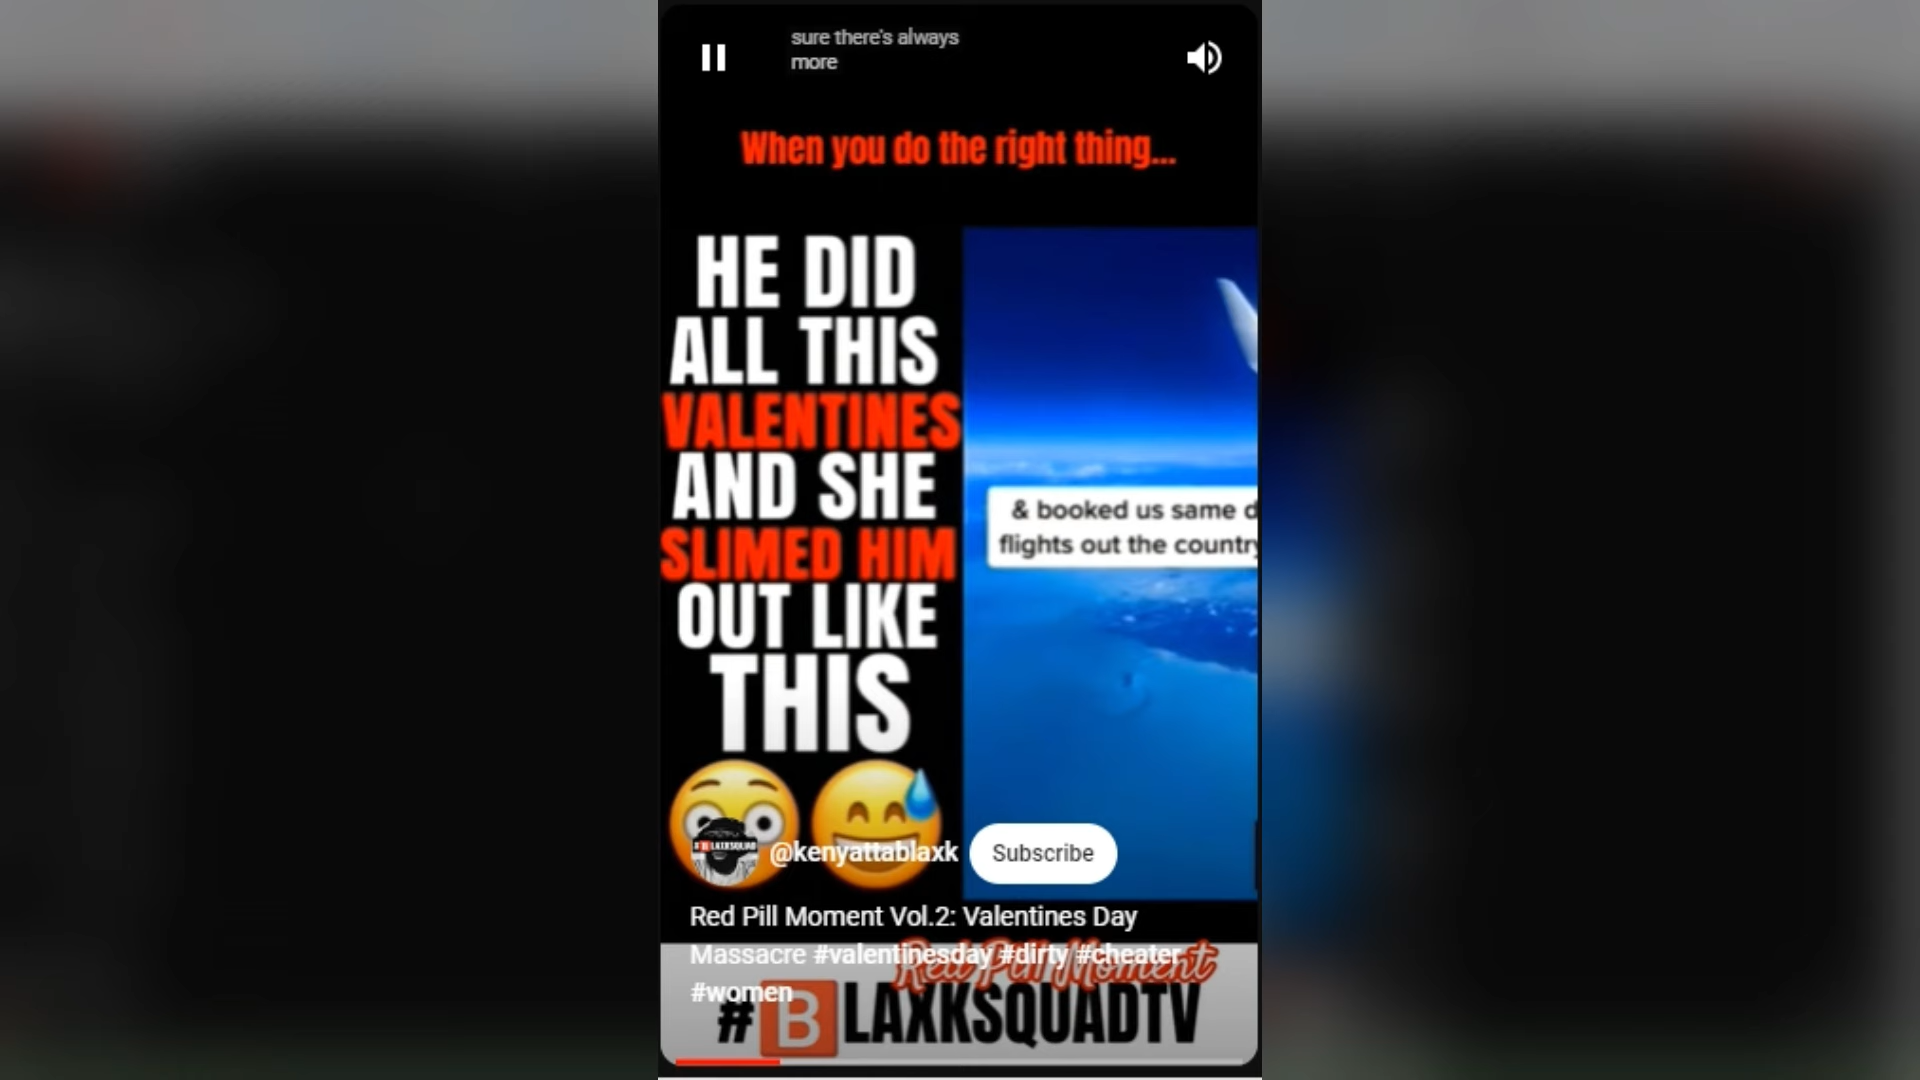 sure there's always
more
When you do the right thing...
HE DID
ALL THIS
VALENTINES
AND SHE
SLIMED HIM
OUT LIKE
THIS
& booked us same d
flights out the country
#BLAXKSQUAD
@kenyattablaxk
Subscribe
Red Pill Moment Vol.2: Valentines Day
Massacre #valentinesday #dirty #cheater
#women
Red Pill Moment
#BLAXKSQUADTV